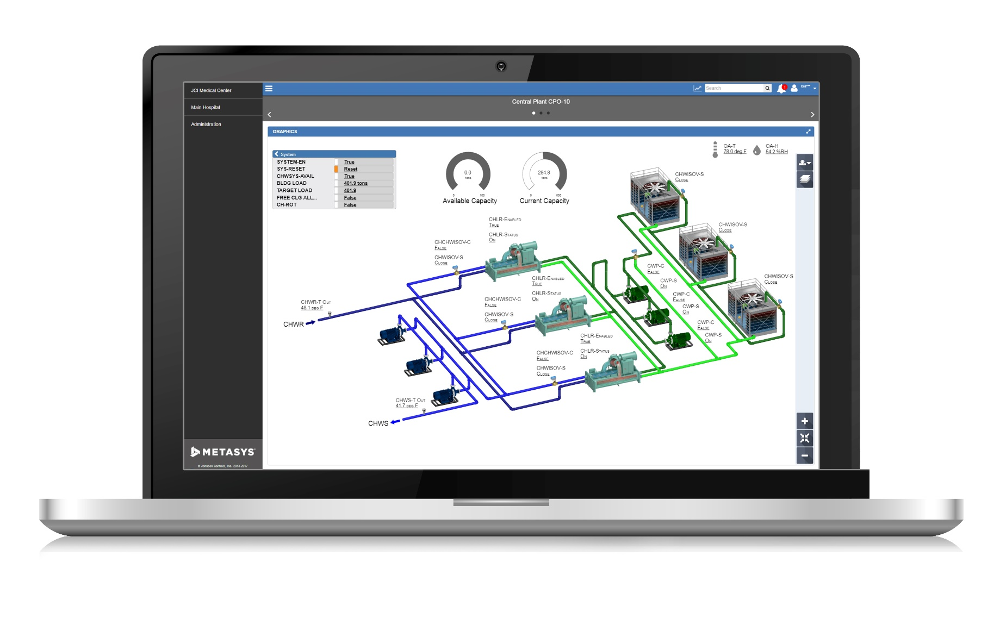 JCI Medical Center
Main Hospital
Administration
Search
!
rya***
Central Plant CPO-10
GRAPHICS
System
SYSTEM-EN True
SYS-RESET Reset
CHWSYS-AVAIL True
BLDG LOAD 401.9 tons
TARGET LOAD 401.9
FREE CLG ALL... False
CH-ROT False
0.0
tons
0 100
Available Capacity
284.8
tons
0 600
Current Capacity
OA-T
78.0 deg F
OA-H
54.2 %RH
CHWISOV-S
Close
CHWISOV-S
Close
CHWISOV-S
Close
CHLR-Enabled
True
CHLR-Status
On
CHCHWISOV-C
False
CHWISOV-S
Close
CHLR-Enabled
True
CHLR-Status
On
CHCHWISOV-C
False
CHWISOV-S
Close
CHLR-Enabled
True
CHLR-Status
On
CHCHWISOV-C
False
CHWISOV-S
Close
CWP-C
False
CWP-S
On
CWP-C
False
CWP-S
On
CWP-C
False
CWP-S
On
CHWR-T Out
48.1 deg F
CHWR
CHWS-T Out
41.7 deg F
CHWS
METASYS®
© Johnson Controls, Inc. 2013-2017